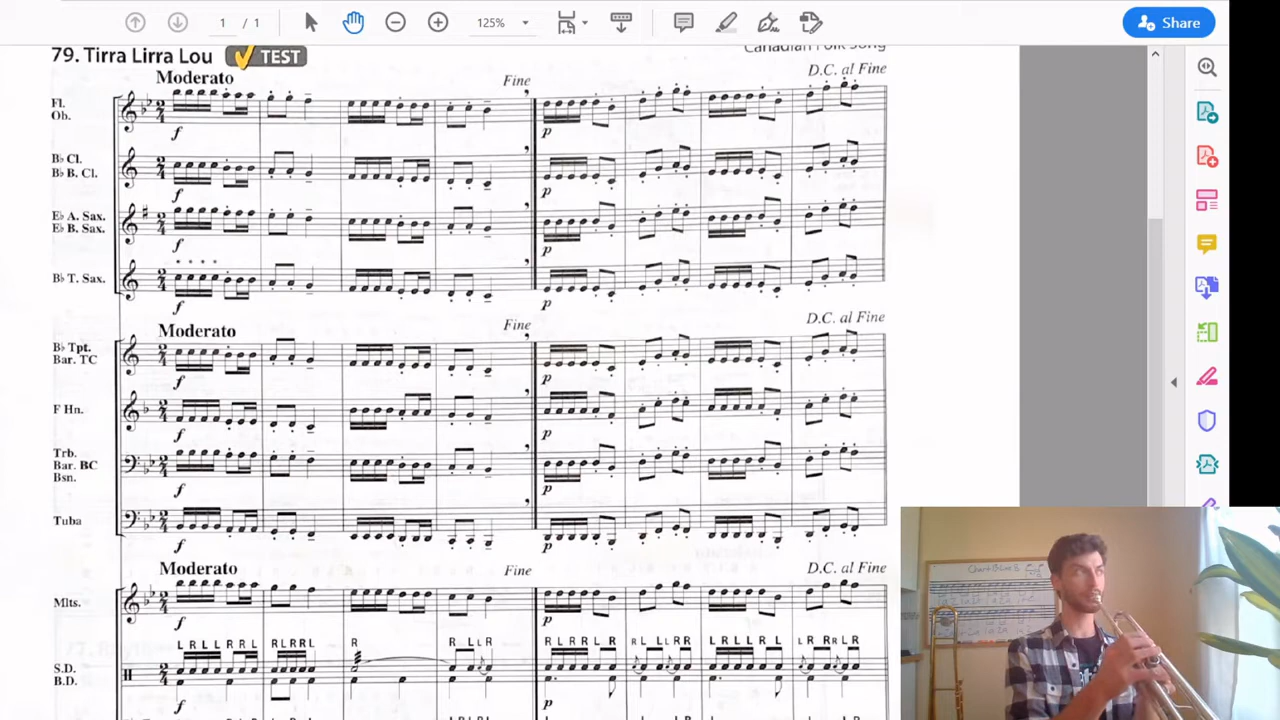 1 / 1
125%
Share
79. Tirra Lirra Lou ✓ TEST
Canadian Folk Song
Moderato Fine D.C. al Fine
Fl.
Ob.
f p
B♭ Cl.
B♭ B. Cl.
f p
E♭ A. Sax.
E♭ B. Sax.
f p
B♭ T. Sax.
f p
Moderato Fine D.C. al Fine
B♭ Tpt.
Bar. TC
f p
F Hn.
f p
Trb.
Bar. BC
Bsn.
f p
Tuba
f p
Moderato Fine D.C. al Fine
Mlts.
f p
L R L L R R L R L R L R R L L R R L R L L R R L L R R L R L L R L R L L R R R L R
S.D.
B.D.
f p